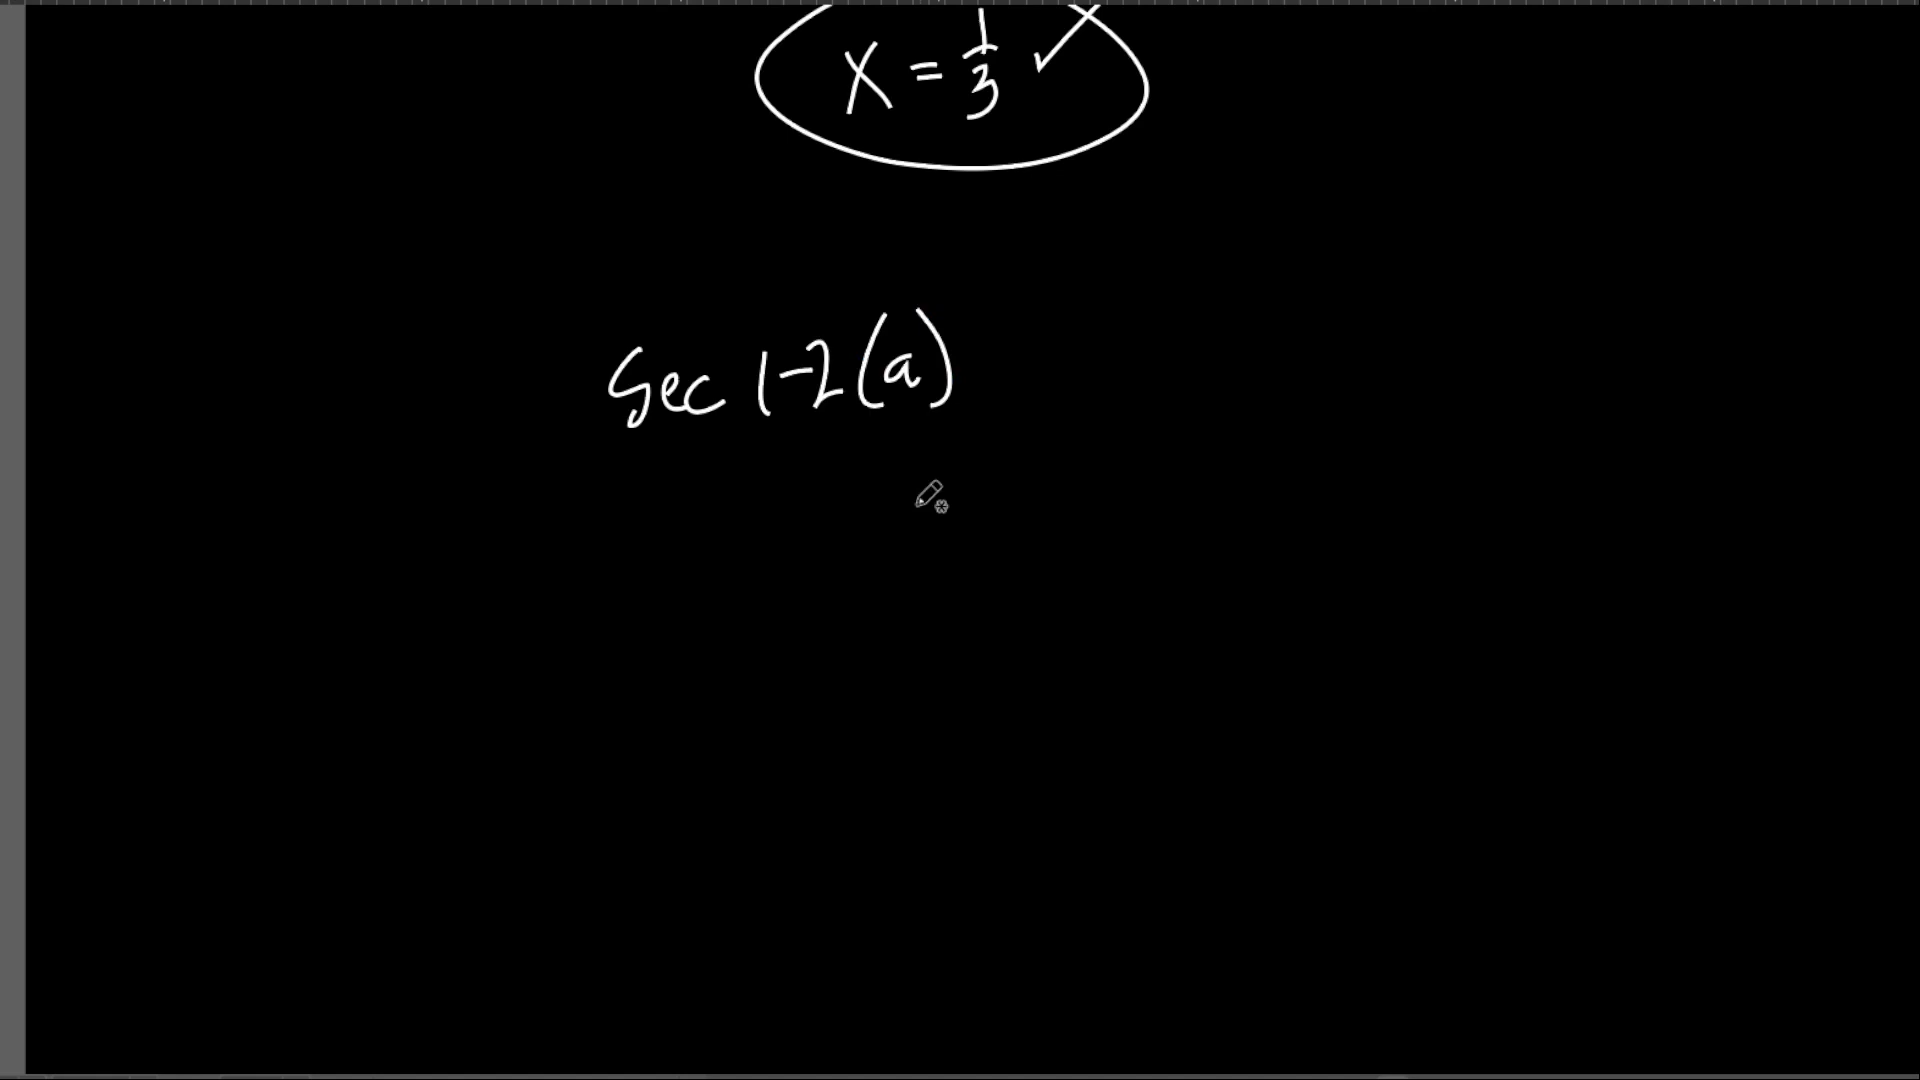 x = 1/3 ✓
Sec 1-2 (a)